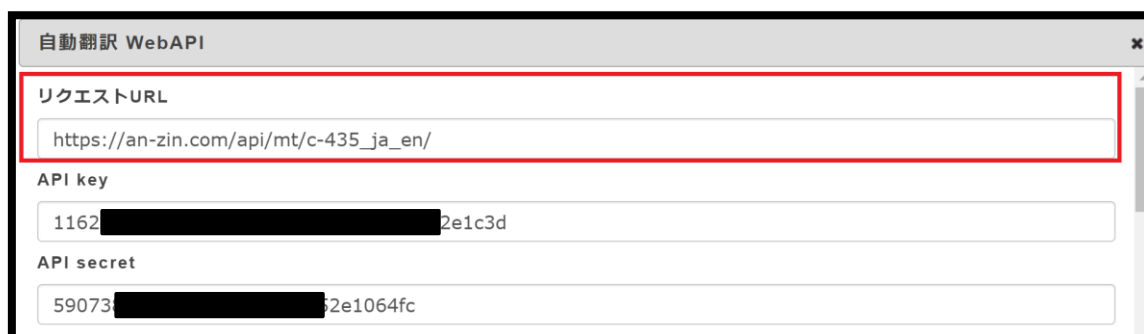 自動翻訳 WebAPI
リクエストURL
https://an-zin.com/api/mt/c-435_ja_en/
API key
1162 2e1c3d
API secret
59073 52e1064fc